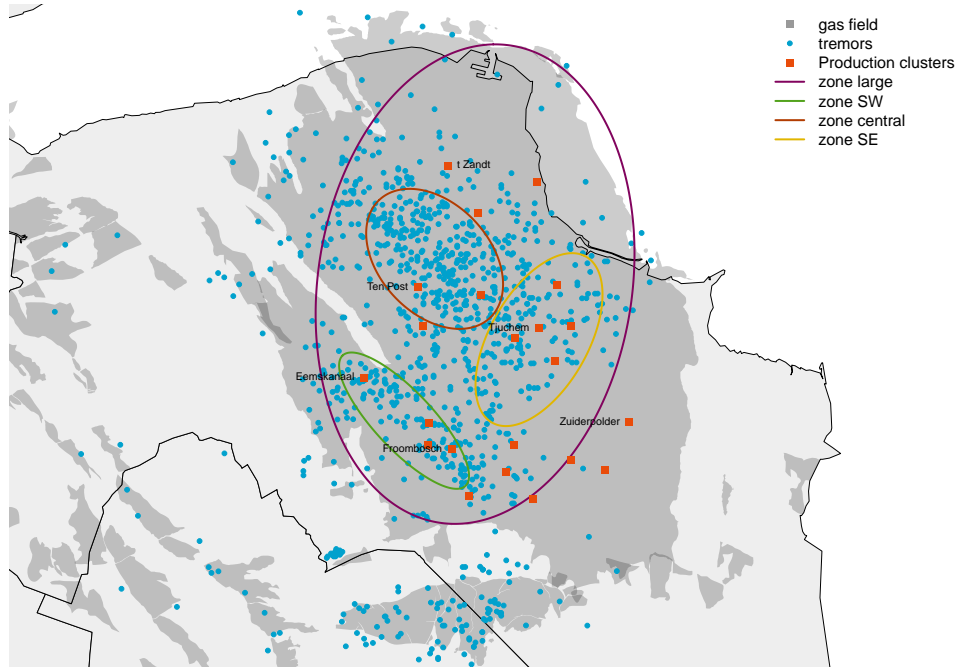 gas field
tremors
Production clusters
zone large
zone SW
zone central
zone SE
t Zandt
Ten Post
Tjuchem
Eemskanaal
Zuiderpolder
Froombosch